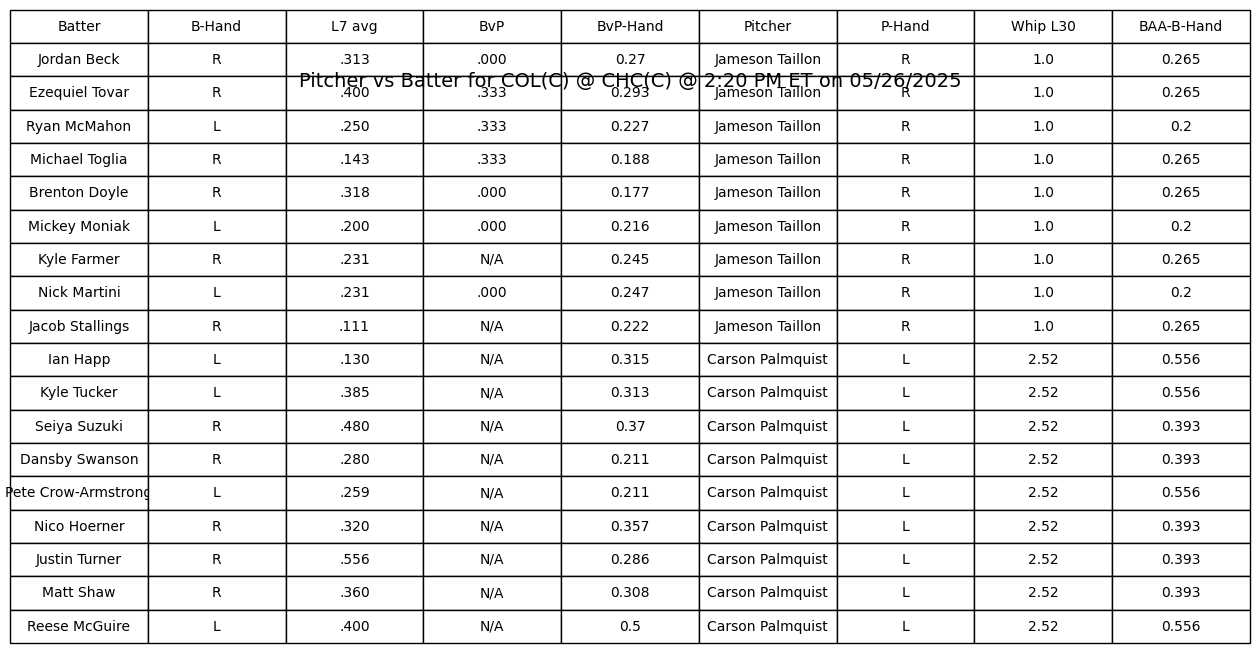 Batter B-Hand L7 avg BvP BvP-Hand Pitcher P-Hand Whip L30 BAA-B-Hand
Jordan Beck R .313 .000 0.27 Jameson Taillon R 1.0 0.265
Pitcher vs Batter for COL(C) @ CHC(C) @ 2:20 PM ET on 05/26/2025
Ezequiel Tovar R .400 .333 0.293 Jameson Taillon R 1.0 0.265
Ryan McMahon L .250 .333 0.227 Jameson Taillon R 1.0 0.2
Michael Toglia R .143 .333 0.188 Jameson Taillon R 1.0 0.265
Brenton Doyle R .318 .000 0.177 Jameson Taillon R 1.0 0.265
Mickey Moniak L .200 .000 0.216 Jameson Taillon R 1.0 0.2
Kyle Farmer R .231 N/A 0.245 Jameson Taillon R 1.0 0.265
Nick Martini L .231 .000 0.247 Jameson Taillon R 1.0 0.2
Jacob Stallings R .111 N/A 0.222 Jameson Taillon R 1.0 0.265
Ian Happ L .130 N/A 0.315 Carson Palmquist L 2.52 0.556
Kyle Tucker L .385 N/A 0.313 Carson Palmquist L 2.52 0.556
Seiya Suzuki R .480 N/A 0.37 Carson Palmquist L 2.52 0.393
Dansby Swanson R .280 N/A 0.211 Carson Palmquist L 2.52 0.393
Pete Crow-Armstrong L .259 N/A 0.211 Carson Palmquist L 2.52 0.556
Nico Hoerner R .320 N/A 0.357 Carson Palmquist L 2.52 0.393
Justin Turner R .556 N/A 0.286 Carson Palmquist L 2.52 0.393
Matt Shaw R .360 N/A 0.308 Carson Palmquist L 2.52 0.393
Reese McGuire L .400 N/A 0.5 Carson Palmquist L 2.52 0.556